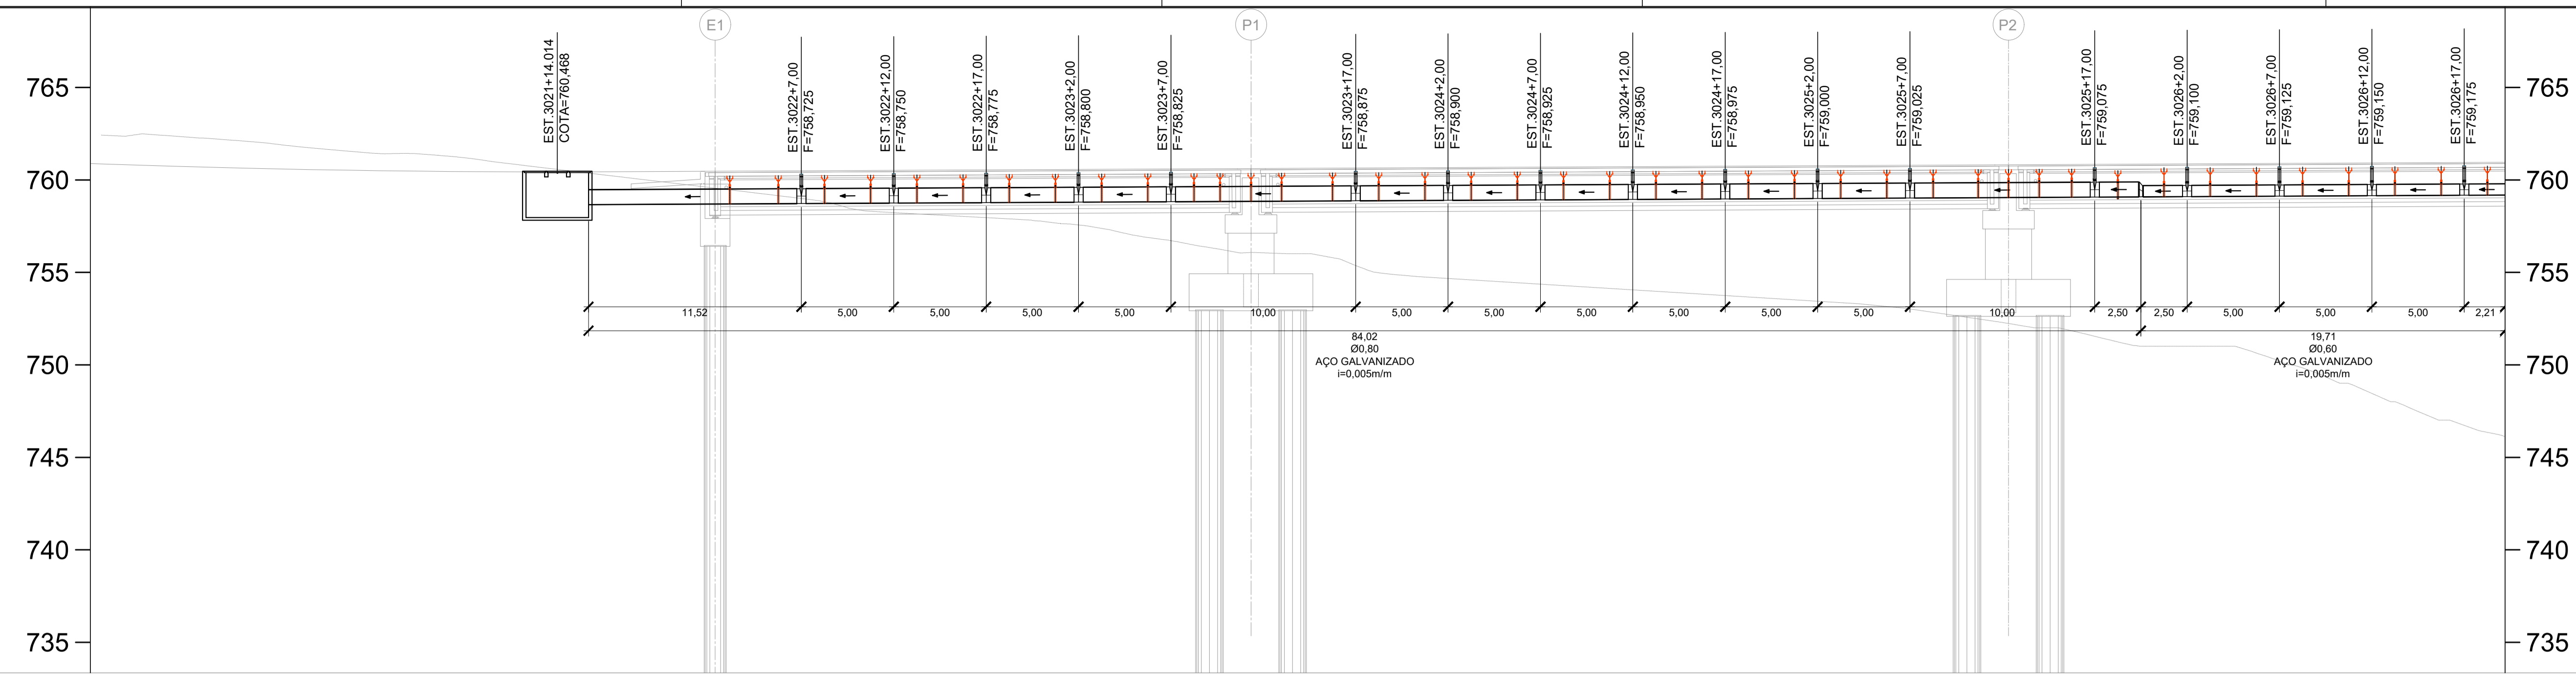 E1
P1
P2
EST.3021+14.014
COTA=760,468
EST.3022+7,00
F=758,725
EST.3022+12,00
F=758,750
EST.3022+17,00
F=758,775
EST.3023+2,00
F=758,800
EST.3023+7,00
F=758,825
EST.3023+17,00
F=758,875
EST.3024+2,00
F=758,900
EST.3024+7,00
F=758,925
EST.3024+12,00
F=758,950
EST.3024+17,00
F=758,975
EST.3025+2,00
F=759,000
EST.3025+7,00
F=759,025
EST.3025+17,00
F=759,075
EST.3026+2,00
F=759,100
EST.3026+7,00
F=759,125
EST.3026+12,00
F=759,150
EST.3026+17,00
F=759,175
765 765
760 760
755 755
11,52 5,00 5,00 5,00 5,00 10,00 5,00 5,00 5,00 5,00 5,00 5,00 10,00 2,50 2,50 5,00 5,00 5,00 2,21
84,02
Ø0,80
AÇO GALVANIZADO
i=0,005m/m
19,71
Ø0,60
AÇO GALVANIZADO
i=0,005m/m
750 750
745 745
740 740
735 735